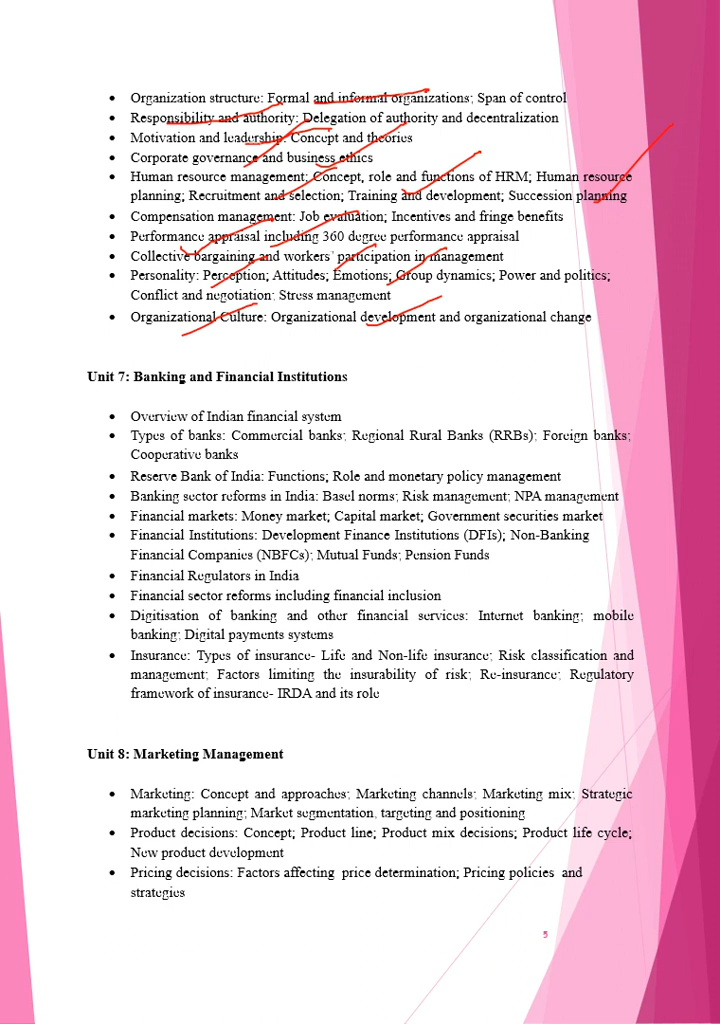 • Organization structure: Formal and informal organizations; Span of control
• Responsibility and authority: Delegation of authority and decentralization
• Motivation and leadership: Concept and theories
• Corporate governance and business ethics
• Human resource management: Concept, role and functions of HRM; Human resource
planning; Recruitment and selection; Training and development; Succession planning
• Compensation management: Job evaluation; Incentives and fringe benefits
• Performance appraisal including 360 degree performance appraisal
• Collective bargaining and workers' participation in management
• Personality: Perception; Attitudes; Emotions; Group dynamics; Power and politics;
Conflict and negotiation; Stress management
• Organizational Culture: Organizational development and organizational change
Unit 7: Banking and Financial Institutions
• Overview of Indian financial system
• Types of banks: Commercial banks; Regional Rural Banks (RRBs); Foreign banks;
Cooperative banks
• Reserve Bank of India: Functions; Role and monetary policy management
• Banking sector reforms in India: Basel norms; Risk management; NPA management
• Financial markets: Money market; Capital market; Government securities market
• Financial Institutions: Development Finance Institutions (DFIs); Non-Banking
Financial Companies (NBFCs); Mutual Funds; Pension Funds
• Financial Regulators in India
• Financial sector reforms including financial inclusion
• Digitisation of banking and other financial services: Internet banking; mobile
banking; Digital payments systems
• Insurance: Types of insurance- Life and Non-life insurance; Risk classification and
management; Factors limiting the insurability of risk; Re-insurance; Regulatory
framework of insurance- IRDA and its role
Unit 8: Marketing Management
• Marketing: Concept and approaches; Marketing channels; Marketing mix; Strategic
marketing planning; Market segmentation, targeting and positioning
• Product decisions: Concept; Product line; Product mix decisions; Product life cycle;
New product development
• Pricing decisions: Factors affecting price determination; Pricing policies and
strategies
5